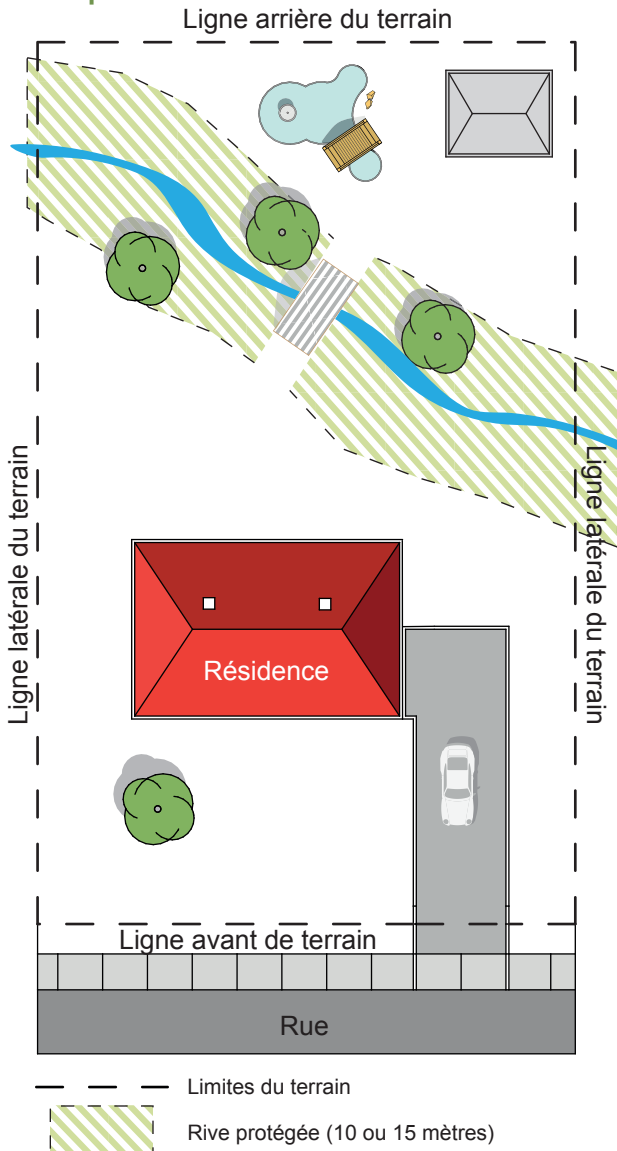 Ligne arrière du terrain
Ligne latérale du terrain
Ligne latérale du terrain
Résidence
Ligne avant de terrain
Rue
Limites du terrain
Rive protégée (10 ou 15 mètres)